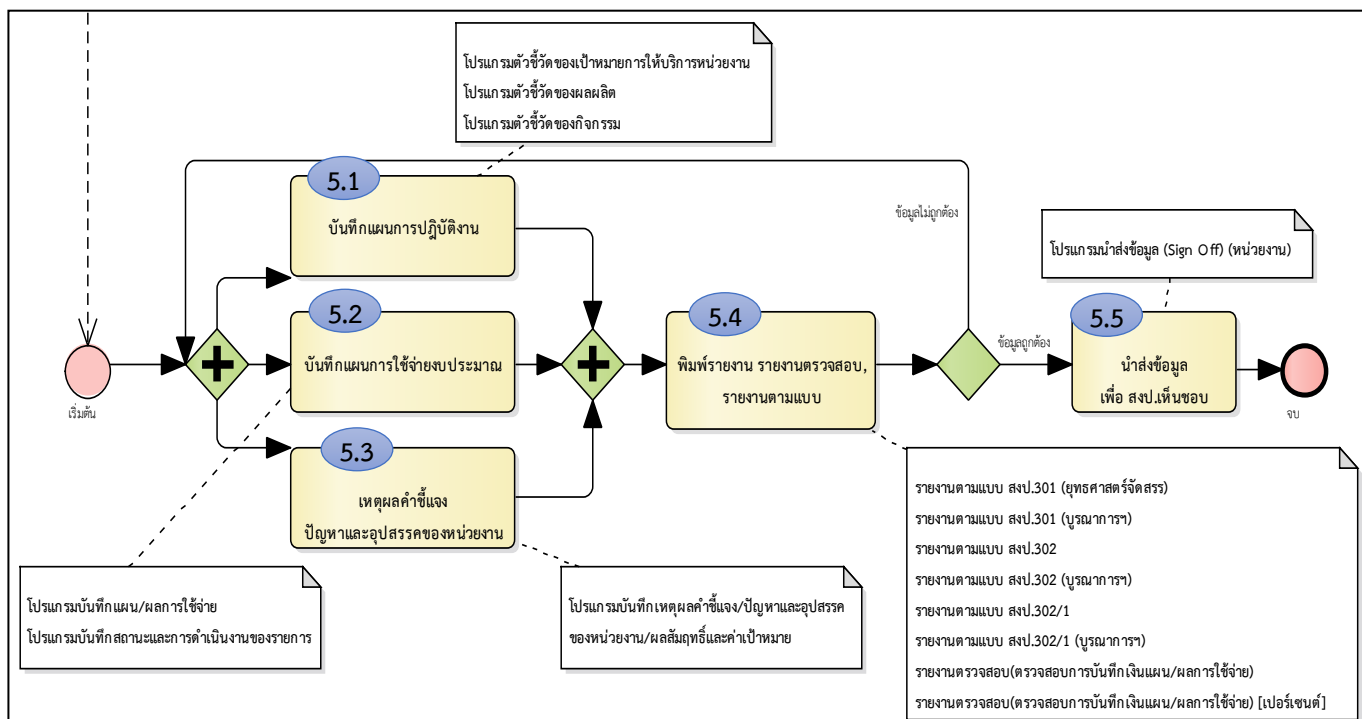 โปรแกรมตัวชี้วัดของเป้าหมายการให้บริการหน่วยงาน
โปรแกรมตัวชี้วัดของผลผลิต
โปรแกรมตัวชี้วัดของกิจกรรม
5.1
บันทึกแผนการปฎิบัติงาน
ข้อมูลไม่ถูกต้อง
โปรแกรมนำส่งข้อมูล (Sign Off) (หน่วยงาน)
เริ่มต้น
5.2
บันทึกแผนการใช้จ่ายงบประมาณ
5.4
พิมพ์รายงาน รายงานตรวจสอบ,
รายงานตามแบบ
ข้อมูลถูกต้อง
5.5
นำส่งข้อมูล
เพื่อ สงป.เห็นชอบ
จบ
5.3
เหตุผลคำชี้แจง
ปัญหาและอุปสรรคของหน่วยงาน
โปรแกรมบันทึกแผน/ผลการใช้จ่าย
โปรแกรมบันทึกสถานะและการดำเนินงานของรายการ
โปรแกรมบันทึกเหตุผลคำชี้แจง/ปัญหาและอุปสรรค
ของหน่วยงาน/ผลสัมฤทธิ์และค่าเป้าหมาย
รายงานตามแบบ สงป.301 (ยุทธศาสตร์จัดสรร)
รายงานตามแบบ สงป.301 (บูรณาการฯ)
รายงานตามแบบ สงป.302
รายงานตามแบบ สงป.302 (บูรณาการฯ)
รายงานตามแบบ สงป.302/1
รายงานตามแบบ สงป.302/1 (บูรณาการฯ)
รายงานตรวจสอบ(ตรวจสอบการบันทึกเงินแผน/ผลการใช้จ่าย)
รายงานตรวจสอบ(ตรวจสอบการบันทึกเงินแผน/ผลการใช้จ่าย) [เปอร์เซนต์]